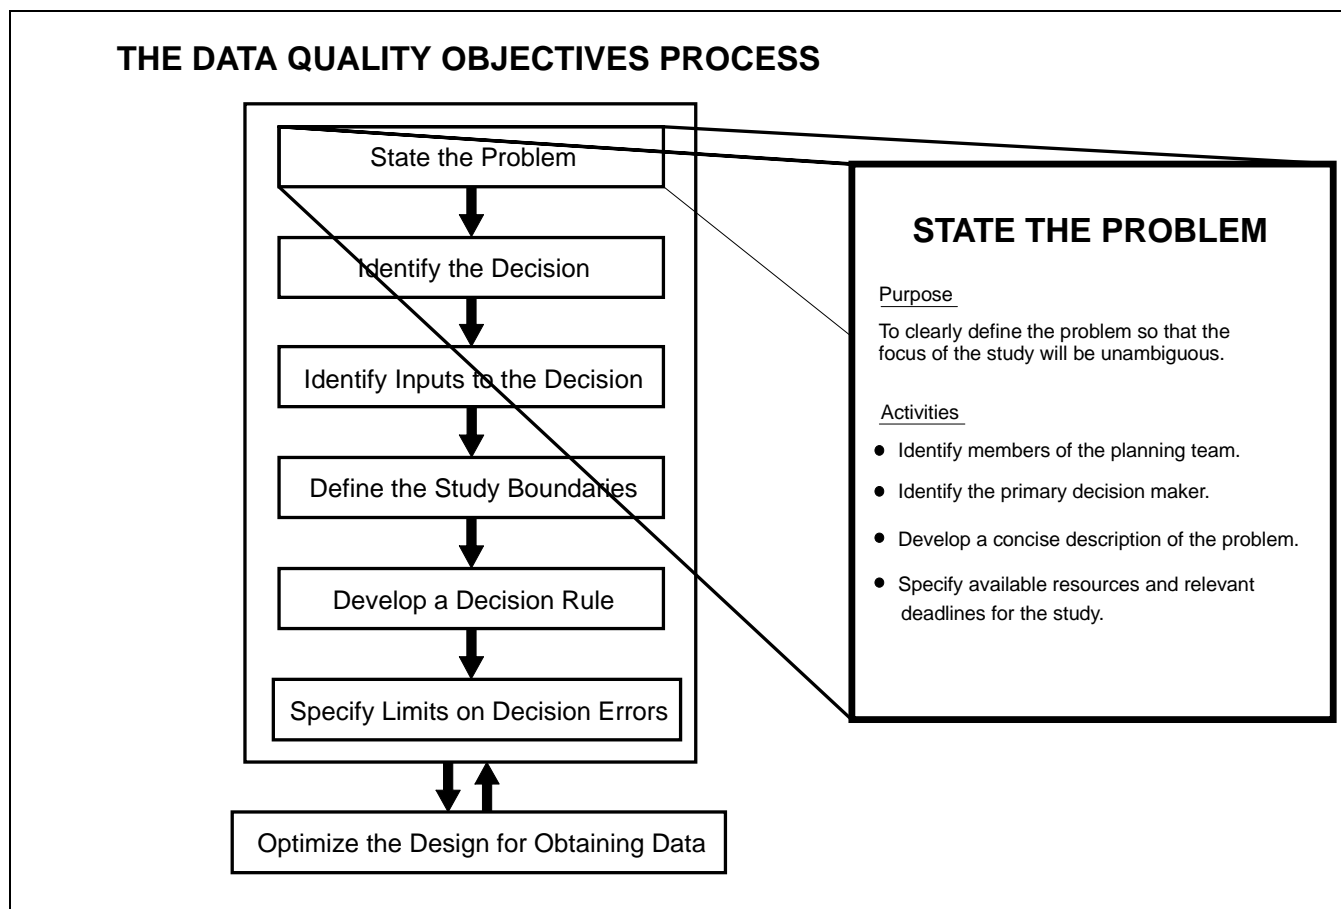 THE DATA QUALITY OBJECTIVES PROCESS
State the Problem
Identify the Decision
Identify Inputs to the Decision
Define the Study Boundaries
Develop a Decision Rule
Specify Limits on Decision Errors
Optimize the Design for Obtaining Data
STATE THE PROBLEM
Purpose
To clearly define the problem so that the
focus of the study will be unambiguous.
Activities
● Identify members of the planning team.
● Identify the primary decision maker.
● Develop a concise description of the problem.
● Specify available resources and relevant
deadlines for the study.